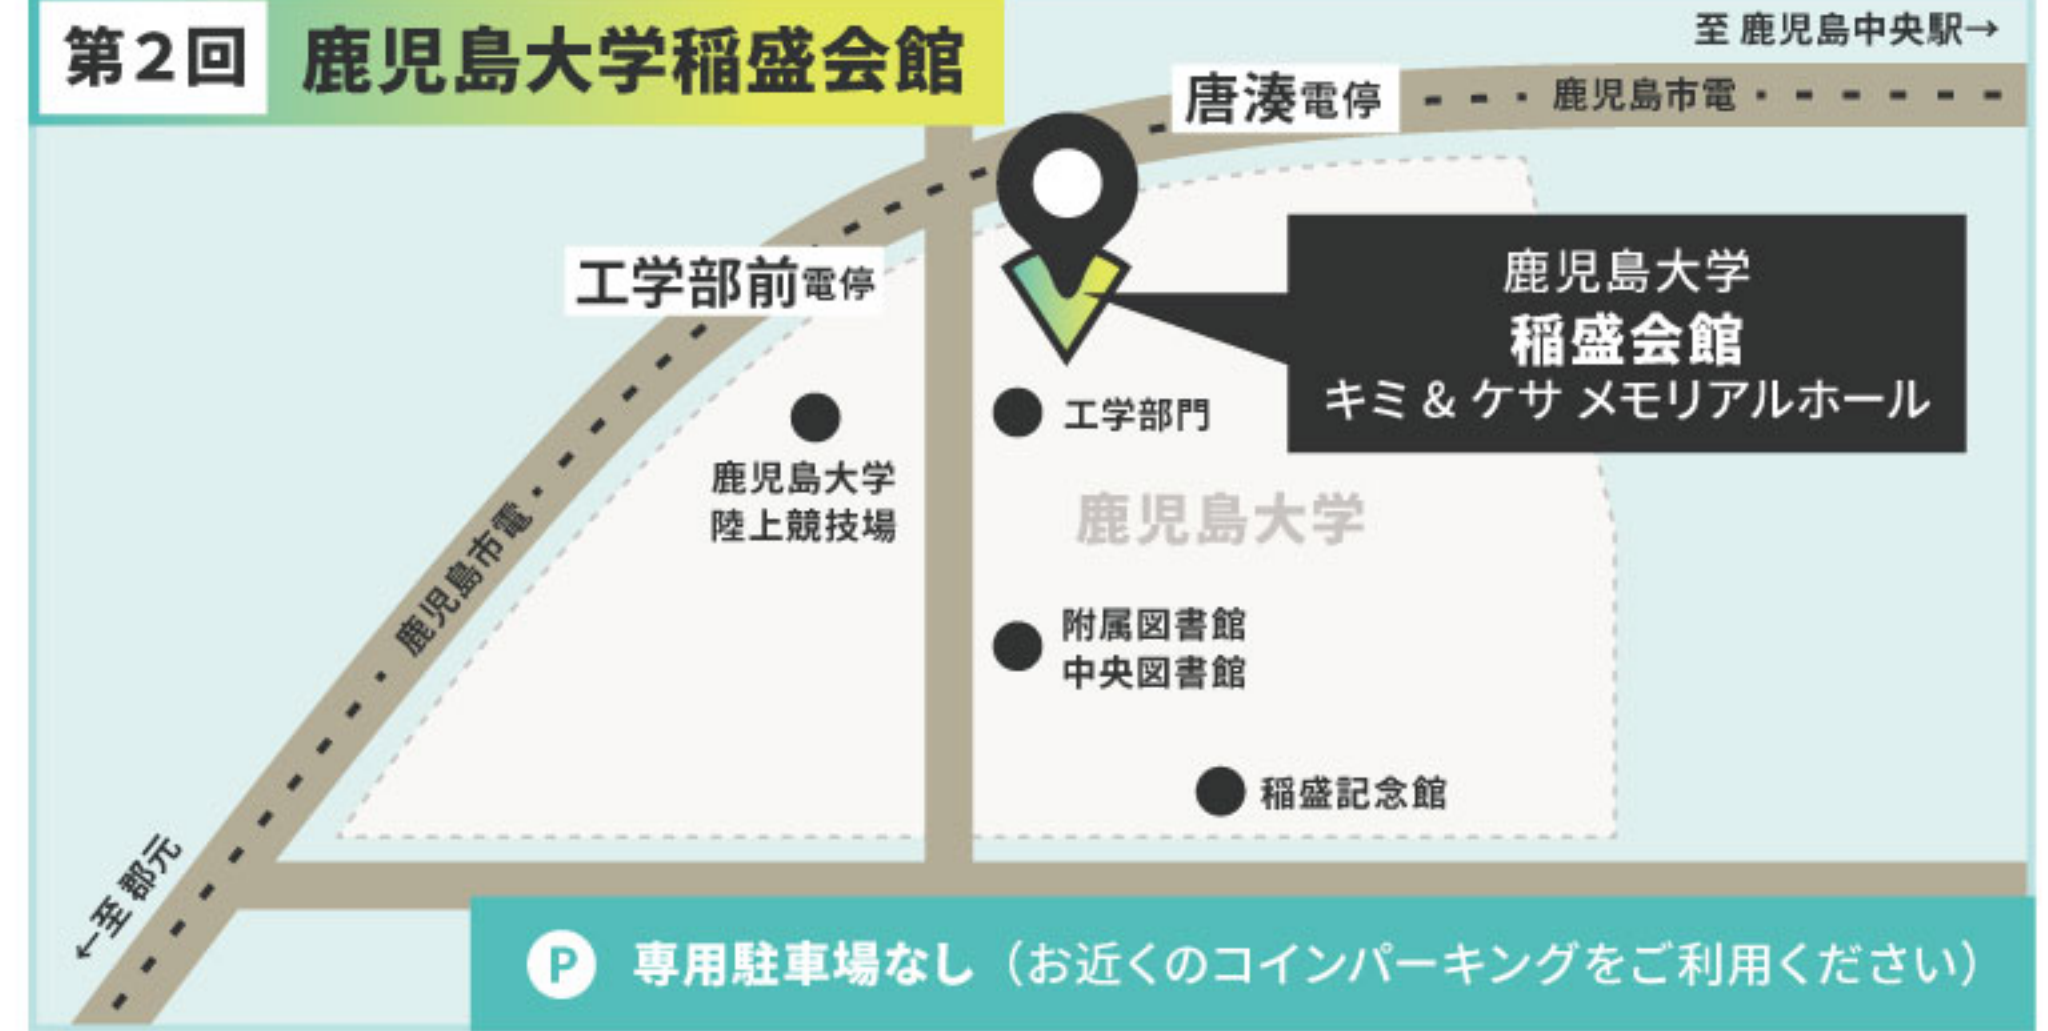 第2回 鹿児島大学稲盛会館
至 鹿児島中央駅→
唐湊電停
鹿児島市電
工学部前電停
鹿児島大学
稲盛会館
キミ & ケサ メモリアルホール
工学部門
鹿児島大学
陸上競技場
鹿児島大学
鹿児島市電
附属図書館
中央図書館
稲盛記念館
←至 郡元
P 専用駐車場なし（お近くのコインパーキングをご利用ください）